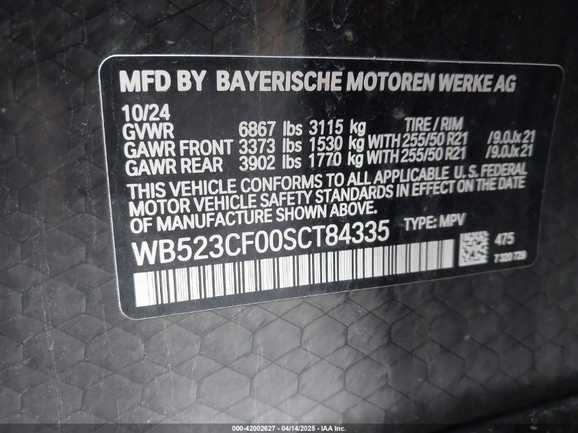 MFD BY BAYERISCHE MOTOREN WERKE AG
10/24
GVWR 6867 lbs 3115 kg TIRE / RIM
GAWR FRONT 3373 lbs 1530 kg WITH 255/50 R21 /9.0Jx21
GAWR REAR 3902 lbs 1770 kg WITH 255/50 R21 /9.0Jx21
THIS VEHICLE CONFORMS TO ALL APPLICABLE U.S. FEDERAL
MOTOR VEHICLE SAFETY STANDARDS IN EFFECT ON THE DATE
OF MANUFACTURE SHOWN ABOVE.
WB523CF00SCT84335 TYPE: MPV
475
7 320 729
000-42002627 - 04/14/2025 - IAA Inc.